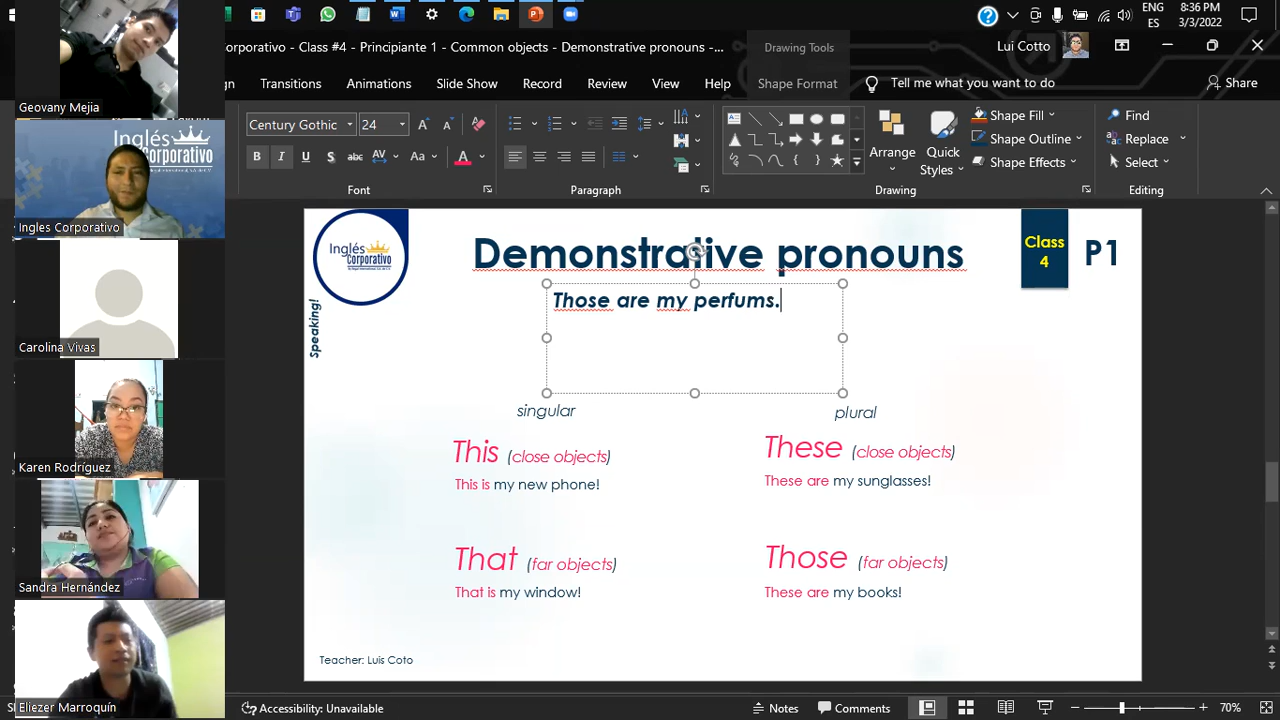 8:36 PM
3/3/2022
ENG
ES
orporativo - Class #4 - Principiante 1 - Common objects - Demonstrative pronouns -...
Drawing Tools
Lui Cotto
Transitions
Animations
Slide Show
Record
Review
View
Help
Shape Format
Tell me what you want to do
Share
Century Gothic
24
Font
Paragraph
Arrange
Quick
Styles
Shape Fill
Shape Outline
Shape Effects
Drawing
Find
Replace
Select
Editing
Geovany Mejia
Inglés
Corporativo
Ingles Corporativo
Carolina Vivas
Karen Rodríguez
Sandra Hernández
Eliezer Marroquín
Inglés
Corporativo
Demonstrative pronouns
Class
4
P1
Speaking!
Those are my perfums.
singular
plural
This (close objects)
This is my new phone!
These (close objects)
These are my sunglasses!
That (far objects)
That is my window!
Those (far objects)
These are my books!
Teacher: Luis Coto
Accessibility: Unavailable
Notes
Comments
70%